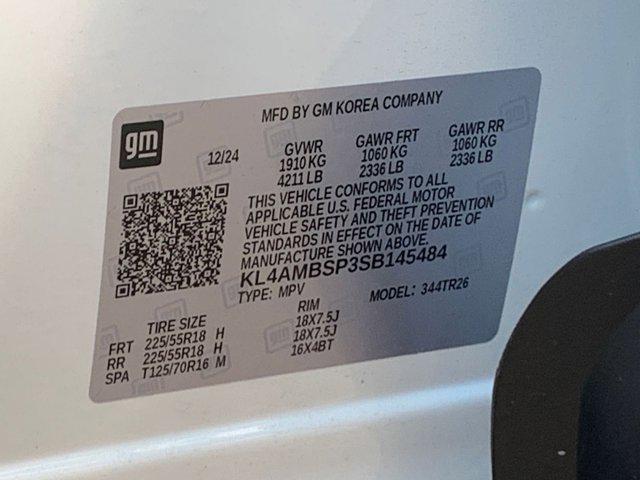 MFD BY GM KOREA COMPANY
gm
12/24
GVWR GAWR FRT GAWR RR
1910 KG 1060 KG 1060 KG
4211 LB 2336 LB 2336 LB
THIS VEHICLE CONFORMS TO ALL
APPLICABLE U.S. FEDERAL MOTOR
VEHICLE SAFETY AND THEFT PREVENTION
STANDARDS IN EFFECT ON THE DATE OF
MANUFACTURE SHOWN ABOVE.
KL4AMBSP3SB145484
TYPE: MPV MODEL: 344TR26
TIRE SIZE RIM
FRT 225/55R18 H 18X7.5J
RR 225/55R18 H 18X7.5J
SPA T125/70R16 M 16X4BT